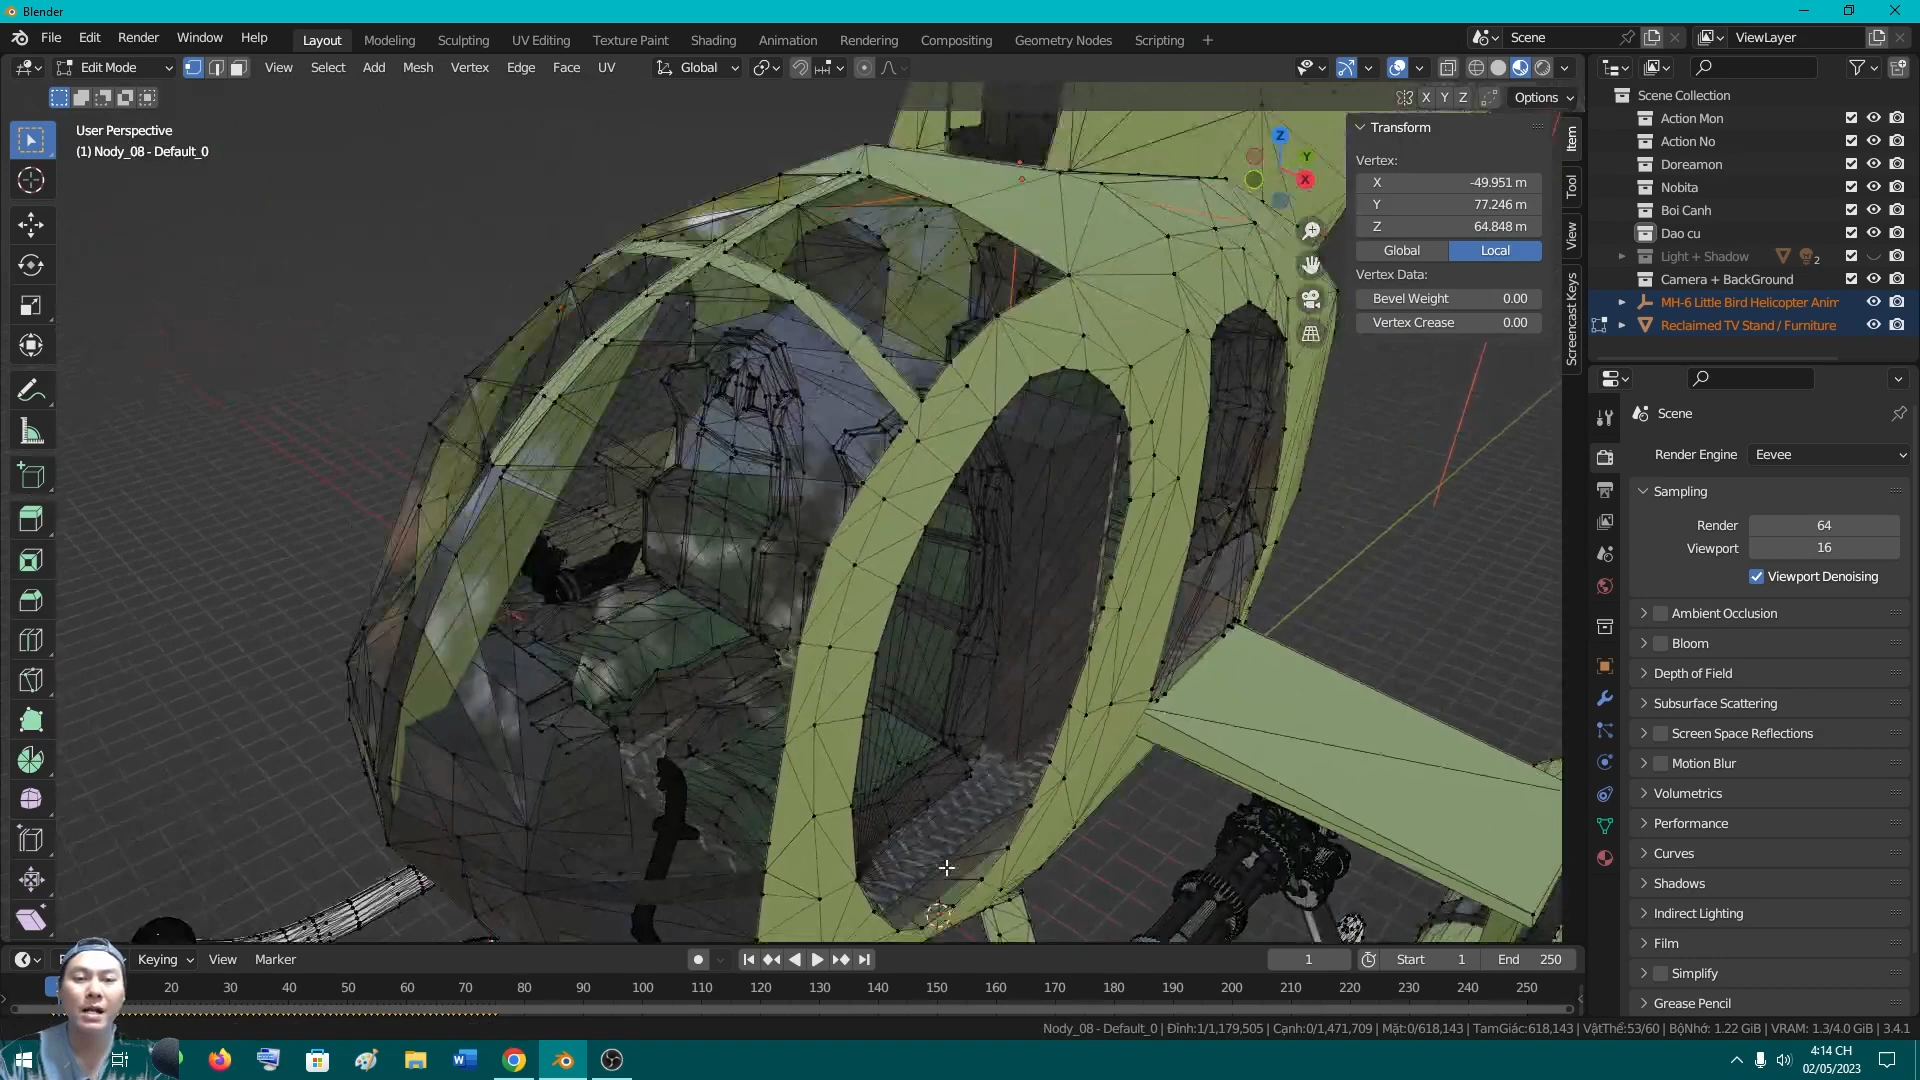 Blender
File Edit Render Window Help
Layout Modeling Sculpting UV Editing Texture Paint Shading Animation Rendering Compositing Geometry Nodes Scripting +
Scene
ViewLayer
Edit Mode View Select Add Mesh Vertex Edge Face UV
Global
X Y Z Options
User Perspective
(1) Nody_08 - Default_0
Z
Y
X
Transform
Vertex:
X -49.951 m
Y 77.246 m
Z 64.848 m
Global Local
Vertex Data:
Bevel Weight 0.00
Vertex Crease 0.00
Item
Tool
View
Screencast Keys
Scene Collection
Action Mon
Action No
Doreamon
Nobita
Boi Canh
Dao cu
Light + Shadow 2
Camera + BackGround
MH-6 Little Bird Helicopter Anim
Reclaimed TV Stand / Furniture
Scene
Render Engine Eevee
Sampling
Render 64
Viewport 16
Viewport Denoising
Ambient Occlusion
Bloom
Depth of Field
Subsurface Scattering
Screen Space Reflections
Motion Blur
Volumetrics
Performance
Curves
Shadows
Indirect Lighting
Film
Simplify
Grease Pencil
Keying View Marker
1 Start 1 End 250
20 30 40 50 60 70 80 90 100 110 120 130 140 150 160 170 180 190 200 210 220 230 240 250
Nody_08 - Default_0 | Đỉnh:1/1,179,505 | Cạnh:0/1,471,709 | Mặt:0/618,143 | TamGiác:618,143 | VậtThể:53/60 | BộNhớ: 1.22 GiB | VRAM: 1.3/4.0 GiB | 3.4.1
4:14 CH
02/05/2023